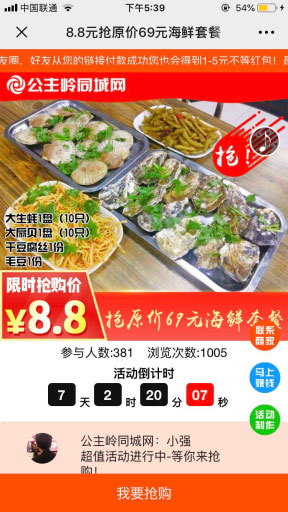 中国联通 下午5:39 54%
8.8元抢原价69元海鲜套餐
友圈，好友从您的链接付款成功您也会得到1-5元不等红包！
公主岭同城网
抢！
大生蚝1盘（10只）
大扇贝1盘（10只）
干豆腐丝1份
毛豆1份
限时抢购价
¥8.8
抢原价69元海鲜套餐
联系商家
参与人数:381 浏览次数:1005
活动倒计时
马上赚钱
7 天 2 时 20 分 07 秒
活动制作
公主岭同城网：小强
超值活动进行中-等你来抢购！
我要抢购